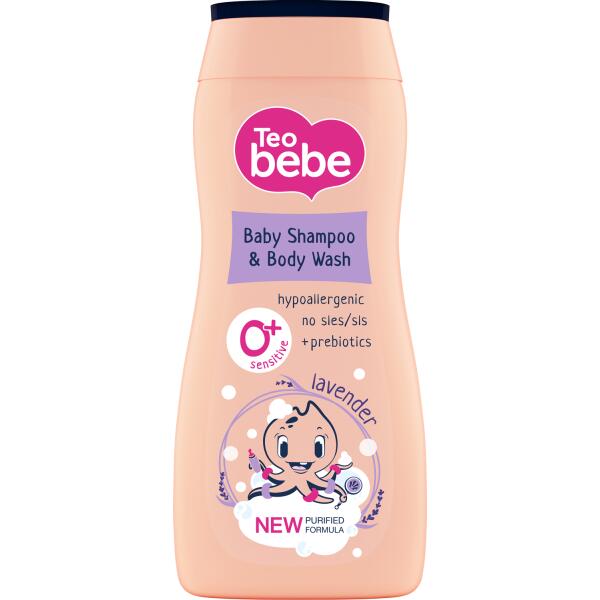 Teo
bebe
Baby Shampoo
& Body Wash
hypoallergenic
no sles/sls
+prebiotics
0+
sensitive
lavender
NEW PURIFIED
FORMULA